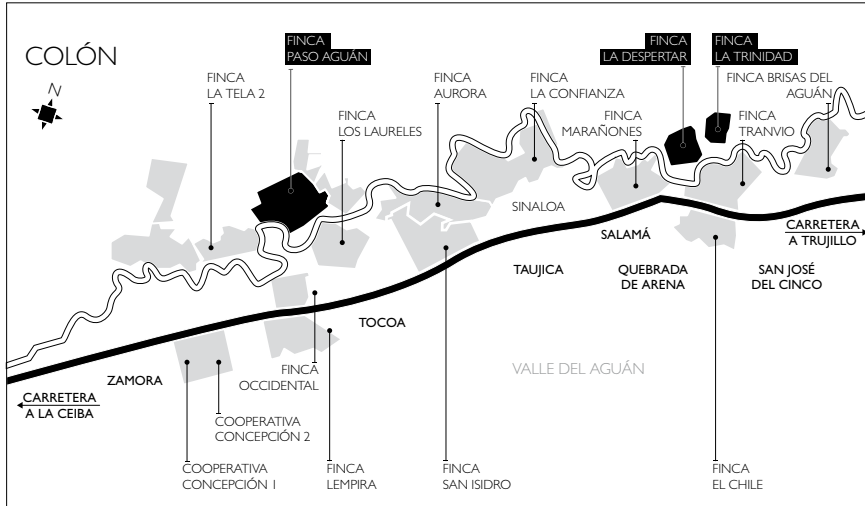 COLÓN
N
FINCA
PASO AGUÁN
FINCA
LA DESPERTAR
FINCA
LA TRINIDAD
FINCA
LA TELA 2
FINCA
LOS LAURELES
FINCA
AURORA
FINCA
LA CONFIANZA
FINCA
MARAÑONES
FINCA
TRANVIO
FINCA BRISAS DEL
AGUÁN
SINALOA
SALAMÁ
CARRETERA
A TRUJILLO
TAUJICA
QUEBRADA
DE ARENA
SAN JOSÉ
DEL CINCO
TOCOA
VALLE DEL AGUÁN
ZAMORA
FINCA
OCCIDENTAL
CARRETERA
A LA CEIBA
COOPERATIVA
CONCEPCIÓN 2
COOPERATIVA
CONCEPCIÓN 1
FINCA
LEMPIRA
FINCA
SAN ISIDRO
FINCA
EL CHILE